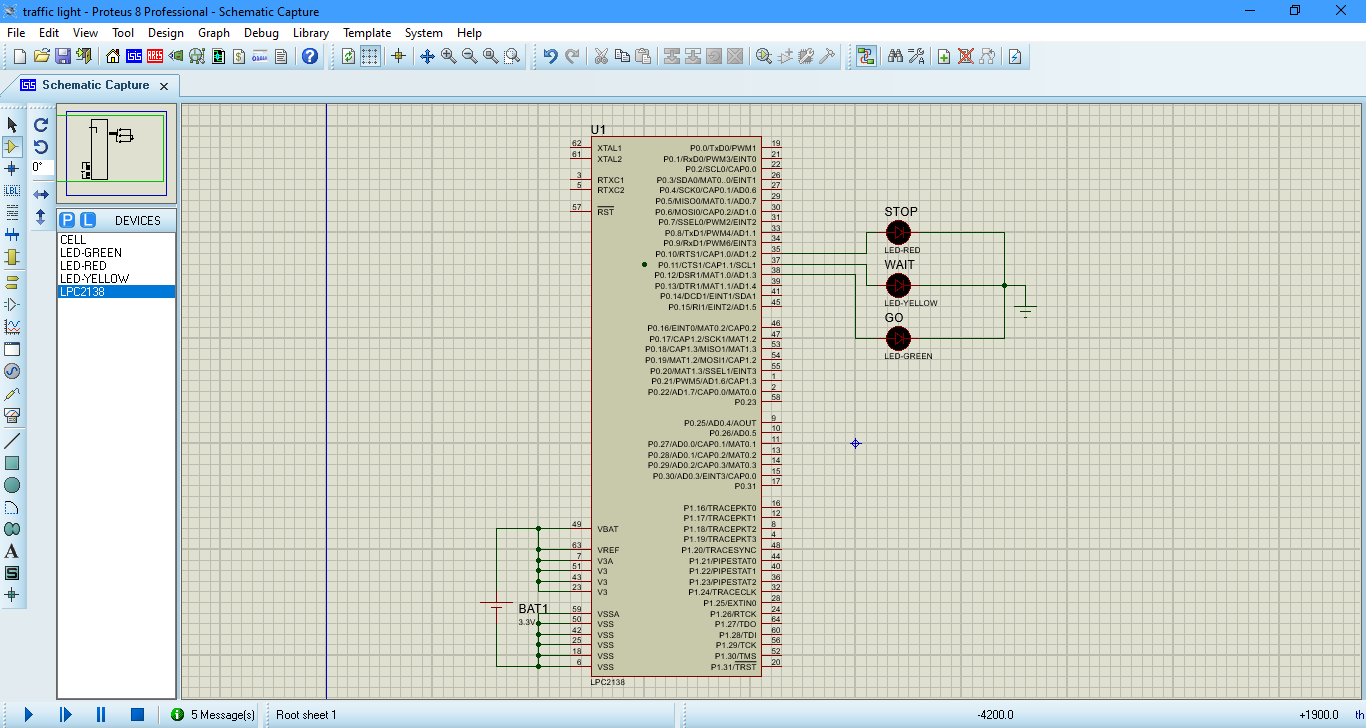 traffic light - Proteus 8 Professional - Schematic Capture
File Edit View Tool Design Graph Debug Library Template System Help
Schematic Capture
0°
LBL
A
S
P L DEVICES
CELL
LED-GREEN
LED-RED
LED-YELLOW
LPC2138
U1
62 XTAL1
61 XTAL2
3 RTXC1
5 RTXC2
57 RST
49 VBAT
63 VREF
7 V3A
51 V3
43 V3
23 V3
59 VSSA
50 VSS
42 VSS
25 VSS
18 VSS
6 VSS
BAT1
3.3V
P0.0/TxD0/PWM1 19
P0.1/RxD0/PWM3/EINT0 21
P0.2/SCL0/CAP0.0 22
P0.3/SDA0/MAT0..0/EINT1 26
P0.4/SCK0/CAP0.1/AD0.6 27
P0.5/MISO0/MAT0.1/AD0.7 29
P0.6/MOSI0/CAP0.2/AD1.0 30
P0.7/SSEL0/PWM2/EINT2 31
P0.8/TxD1/PWM4/AD1.1 33
P0.9/RxD1/PWM6/EINT3 34
P0.10/RTS1/CAP1.0/AD1.2 35
P0.11/CTS1/CAP1.1/SCL1 37
P0.12/DSR1/MAT1.0/AD1.3 38
P0.13/DTR1/MAT1.1/AD1.4 39
P0.14/DCD1/EINT1/SDA1 41
P0.15/RI1/EINT2/AD1.5 45
P0.16/EINT0/MAT0.2/CAP0.2 46
P0.17/CAP1.2/SCK1/MAT1.2 47
P0.18/CAP1.3/MISO1/MAT1.3 53
P0.19/MAT1.2/MOSI1/CAP1.2 54
P0.20/MAT1.3/SSEL1/EINT3 55
P0.21/PWM5/AD1.6/CAP1.3 1
P0.22/AD1.7/CAP0.0/MAT0.0 2
P0.23 58
P0.25/AD0.4/AOUT 9
P0.26/AD0.5 10
P0.27/AD0.0/CAP0.1/MAT0.1 11
P0.28/AD0.1/CAP0.2/MAT0.2 13
P0.29/AD0.2/CAP0.3/MAT0.3 14
P0.30/AD0.3/EINT3/CAP0.0 15
P0.31 17
P1.16/TRACEPKT0 16
P1.17/TRACEPKT1 12
P1.18/TRACEPKT2 8
P1.19/TRACEPKT3 4
P1.20/TRACESYNC 48
P1.21/PIPESTAT0 44
P1.22/PIPESTAT1 40
P1.23/PIPESTAT2 36
P1.24/TRACECLK 32
P1.25/EXTIN0 28
P1.26/RTCK 24
P1.27/TDO 64
P1.28/TDI 60
P1.29/TCK 56
P1.30/TMS 52
P1.31/TRST 20
LPC2138
STOP
LED-RED
WAIT
LED-YELLOW
GO
LED-GREEN
5 Message(s) Root sheet 1 -4200.0 +1900.0 th